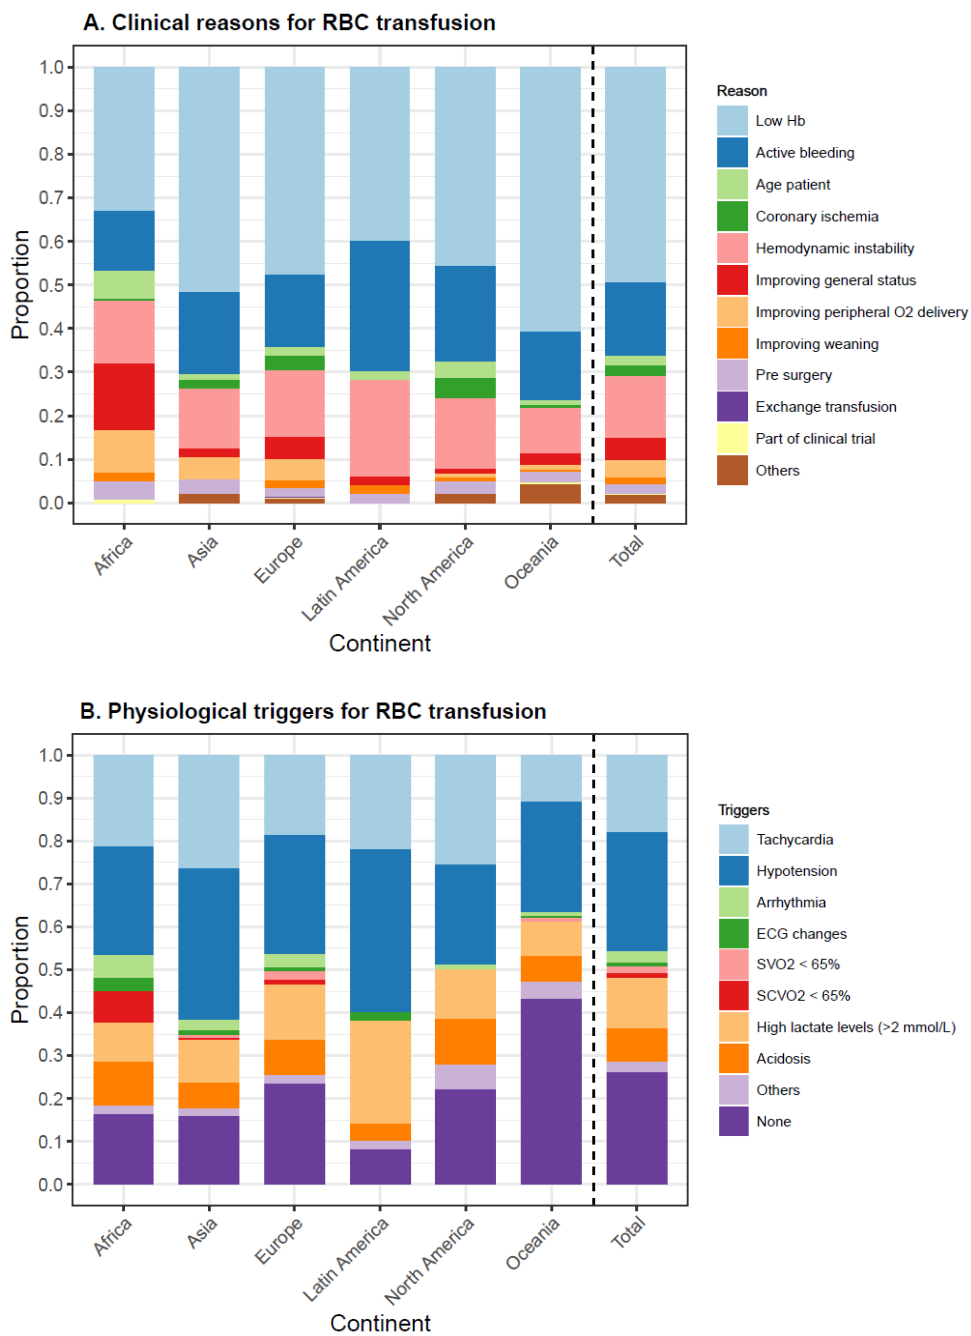 A. Clinical reasons for RBC transfusion
1.0
0.9
0.8
0.7
0.6
0.5
0.4
0.3
0.2
0.1
0.0
Proportion
Africa
Asia
Europe
Latin America
North America
Oceania
Total
Continent
Reason
Low Hb
Active bleeding
Age patient
Coronary ischemia
Hemodynamic instability
Improving general status
Improving peripheral O2 delivery
Improving weaning
Pre surgery
Exchange transfusion
Part of clinical trial
Others
B. Physiological triggers for RBC transfusion
1.0
0.9
0.8
0.7
0.6
0.5
0.4
0.3
0.2
0.1
0.0
Proportion
Africa
Asia
Europe
Latin America
North America
Oceania
Total
Continent
Triggers
Tachycardia
Hypotension
Arrhythmia
ECG changes
SVO2 < 65%
SCVO2 < 65%
High lactate levels (>2 mmol/L)
Acidosis
Others
None